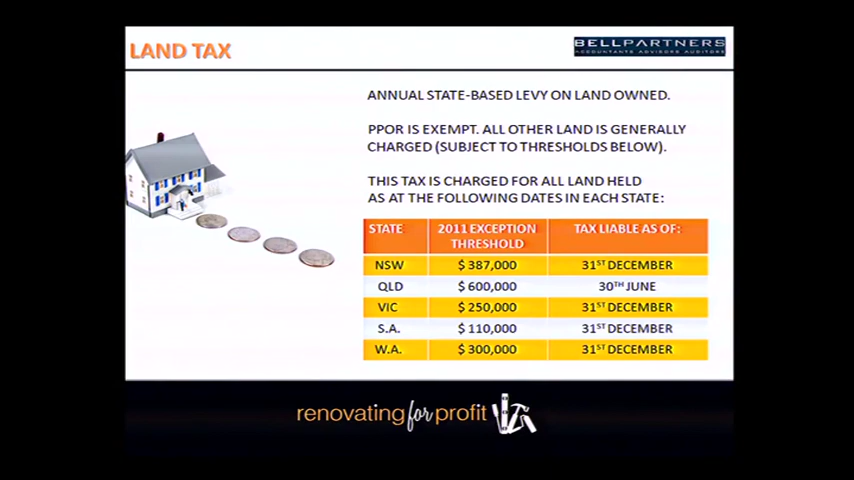 LAND TAX
BELLPARTNERS
ACCOUNTANTS ADVISORS AUDITORS
ANNUAL STATE-BASED LEVY ON LAND OWNED.
PPOR IS EXEMPT. ALL OTHER LAND IS GENERALLY
CHARGED (SUBJECT TO THRESHOLDS BELOW).
THIS TAX IS CHARGED FOR ALL LAND HELD
AS AT THE FOLLOWING DATES IN EACH STATE:
STATE 2011 EXCEPTION THRESHOLD TAX LIABLE AS OF:
NSW $ 387,000 31ST DECEMBER
QLD $ 600,000 30TH JUNE
VIC $ 250,000 31ST DECEMBER
S.A. $ 110,000 31ST DECEMBER
W.A. $ 300,000 31ST DECEMBER
renovating for profit